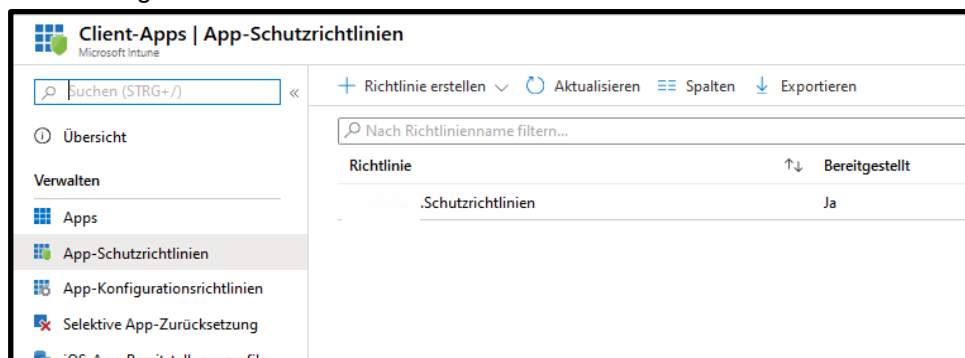 Client-Apps | App-Schutzrichtlinien
Microsoft Intune
Suchen (STRG+/)
«
Übersicht
Verwalten
Apps
App-Schutzrichtlinien
App-Konfigurationsrichtlinien
Selektive App-Zurücksetzung
Richtlinie erstellen
Aktualisieren
Spalten
Exportieren
Nach Richtlinienname filtern...
Richtlinie ↑↓ Bereitgestellt
.Schutzrichtlinien Ja